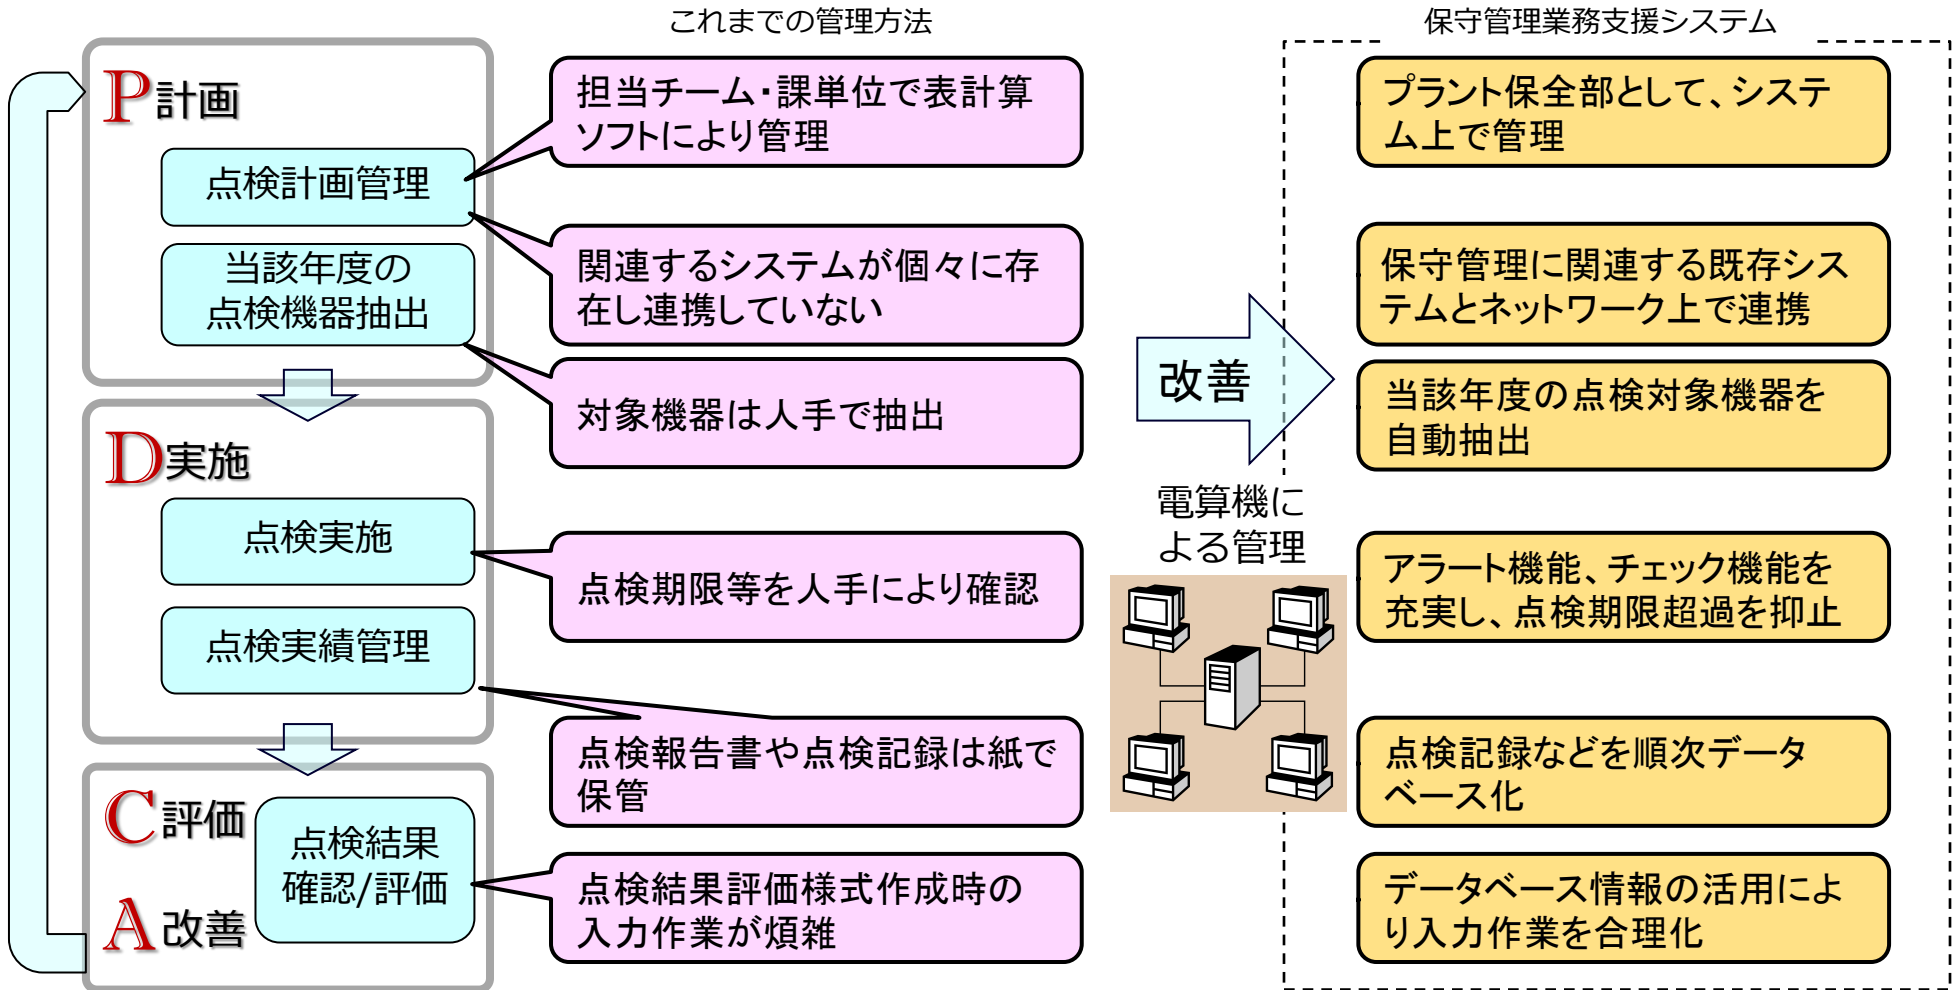 これまでの管理方法
保守管理業務支援システム
P計画
点検計画管理
当該年度の
点検機器抽出
D実施
点検実施
点検実績管理
C評価
A改善
点検結果
確認/評価
担当チーム・課単位で表計算
ソフトにより管理
関連するシステムが個々に存
在し連携していない
対象機器は人手で抽出
点検期限等を人手により確認
点検報告書や点検記録は紙で
保管
点検結果評価様式作成時の
入力作業が煩雑
改善
電算機に
よる管理
プラント保全部として、システ
ム上で管理
保守管理に関連する既存シス
テムとネットワーク上で連携
当該年度の点検対象機器を
自動抽出
アラート機能、チェック機能を
充実し、点検期限超過を抑止
点検記録などを順次データ
ベース化
データベース情報の活用によ
り入力作業を合理化